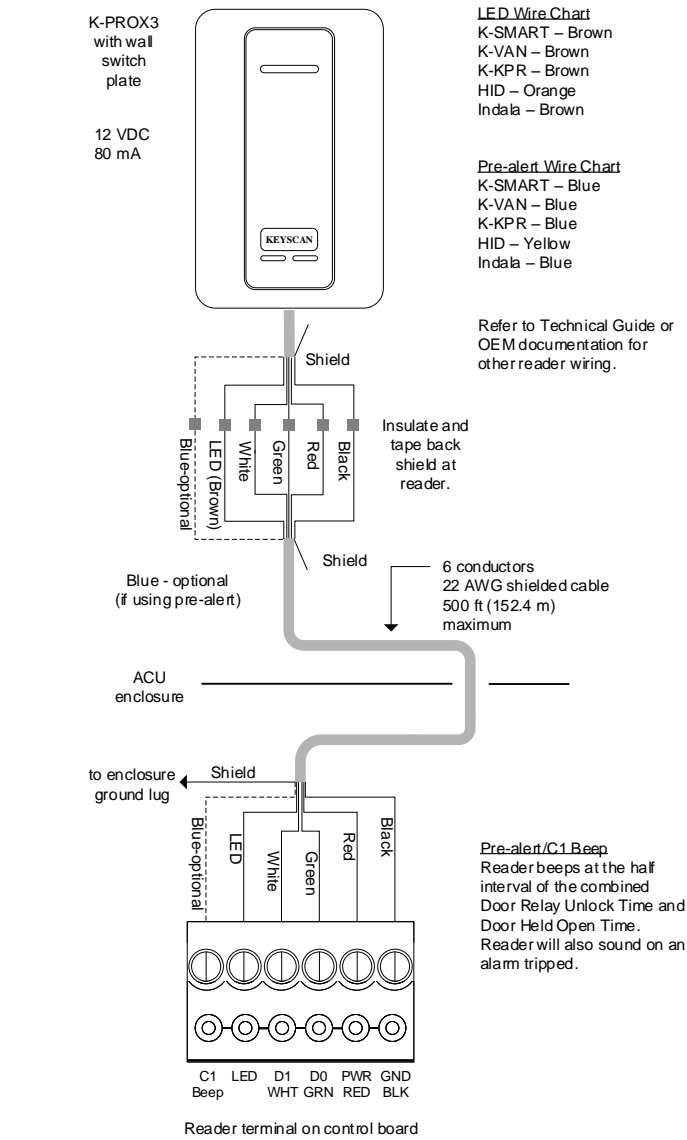 K-PROX3
with wall
switch
plate
12 VDC
80 mA
KEYSCAN
LED Wire Chart
K-SMART – Brown
K-VAN – Brown
K-KPR – Brown
HID – Orange
Indala – Brown
Pre-alert Wire Chart
K-SMART – Blue
K-VAN – Blue
K-KPR – Blue
HID – Yellow
Indala – Blue
Refer to Technical Guide or
OEM documentation for
other reader wiring.
Shield
Blue-optional
LED (Brown)
White
Green
Red
Black
Insulate and
tape back
shield at
reader.
Shield
Blue - optional
(if using pre-alert)
6 conductors
22 AWG shielded cable
500 ft (152.4 m)
maximum
ACU
enclosure
to enclosure
ground lug
Shield
Blue-optional
LED
White
Green
Red
Black
Pre-alert/C1 Beep
Reader beeps at the half
interval of the combined
Door Relay Unlock Time and
Door Held Open Time.
Reader will also sound on an
alarm tripped.
C1 LED D1 D0 PWR GND
Beep WHT GRN RED BLK
Reader terminal on control board